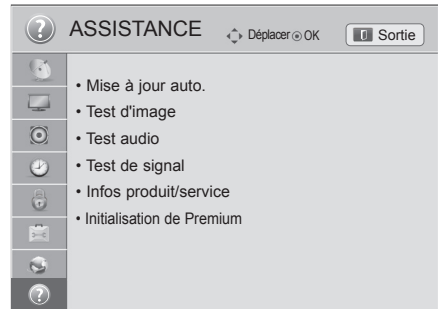 ASSISTANCE
Déplacer OK
Sortie
• Mise à jour auto.
• Test d'image
• Test audio
• Test de signal
• Infos produit/service
• Initialisation de Premium